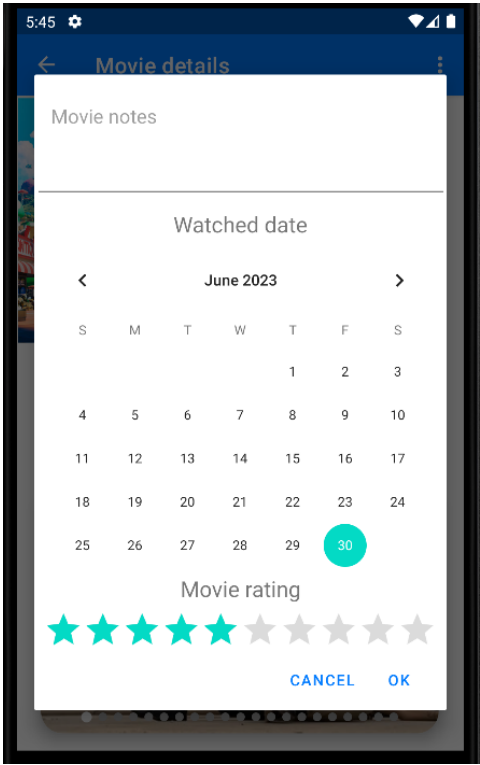 5:45
Movie details
Movie notes
Watched date
June 2023
S M T W T F S
1 2 3
4 5 6 7 8 9 10
11 12 13 14 15 16 17
18 19 20 21 22 23 24
25 26 27 28 29 30
Movie rating
CANCEL OK